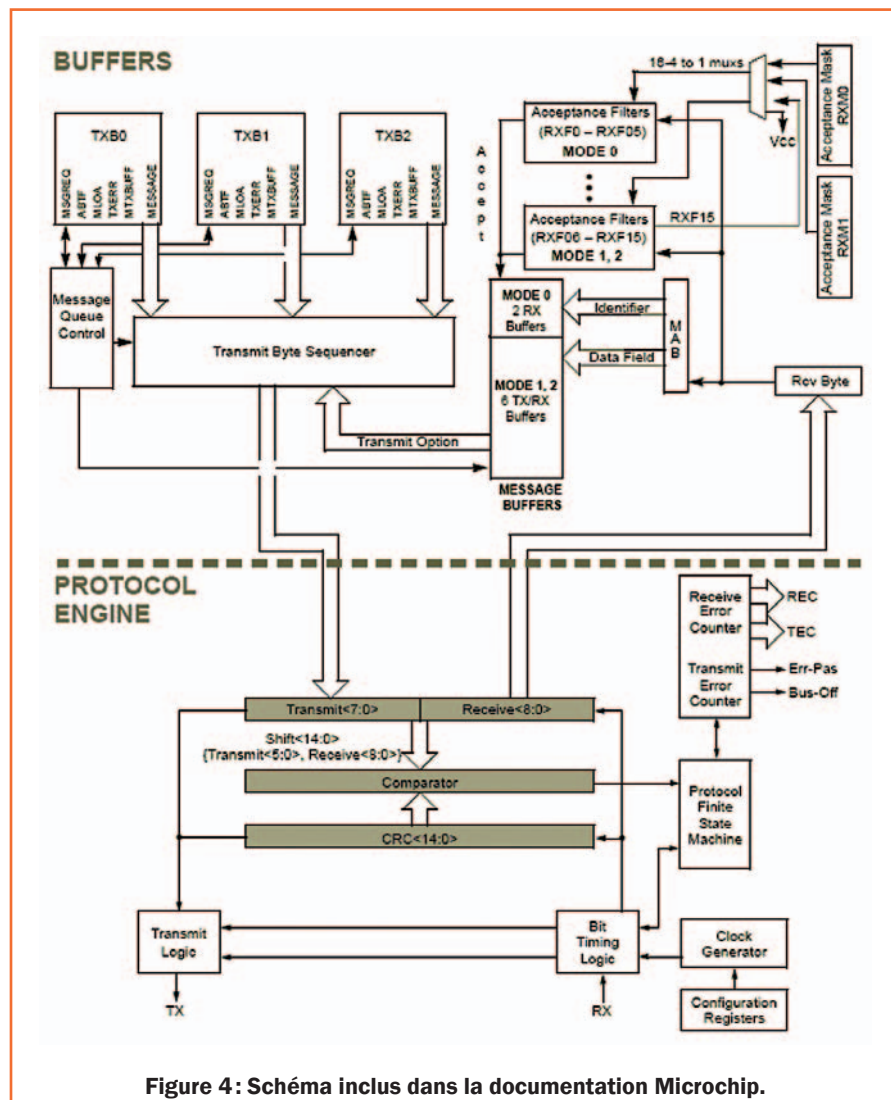 BUFFERS
TXB0
MSGREQ
ABTF
MLOA
TXERR
MTXBUFF
MESSAGE
TXB1
MSGREQ
ABTF
MLOA
TXERR
MTXBUFF
MESSAGE
TXB2
MSGREQ
ABTF
MLOA
TXERR
MTXBUFF
MESSAGE
Message
Queue
Control
Transmit Byte Sequencer
16-4 to 1 muxs
Acceptance Mask
RXM0
Vcc
Acceptance Filters
(RXF0 – RXF05)
MODE 0
Accept
Acceptance Filters
(RXF06 – RXF15)
MODE 1, 2
RXF15
Acceptance Mask
RXM1
MODE 0
2 RX
Buffers
Identifier
MAB
Data Field
MODE 1, 2
6 TX/RX
Buffers
Rcv Byte
Transmit Option
MESSAGE
BUFFERS
PROTOCOL
ENGINE
Receive
Error
Counter
REC
TEC
Transmit
Error
Counter
Err-Pas
Bus-Off
Transmit<7:0>
Receive<8:0>
Shift<14:0>
{Transmit<5:0>, Receive<8:0>}
Comparator
CRC<14:0>
Protocol
Finite
State
Machine
Transmit
Logic
Bit
Timing
Logic
Clock
Generator
TX
RX
Configuration
Registers
Figure 4: Schéma inclus dans la documentation Microchip.